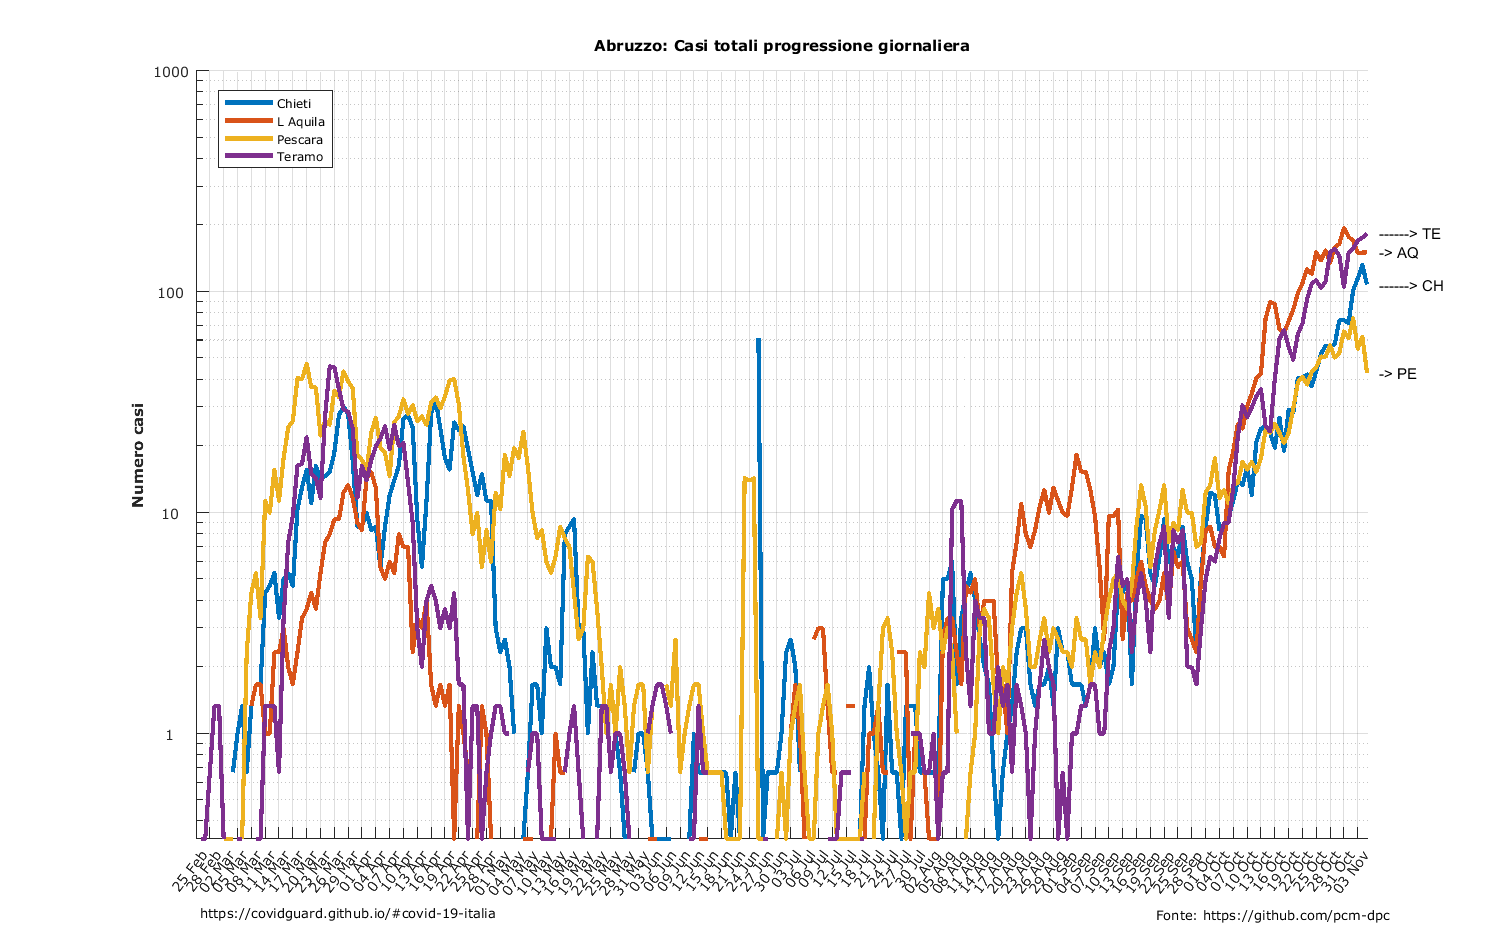 Abruzzo: Casi totali progressione giornaliera
1000
100
10
1
Numero casi
Chieti
L Aquila
Pescara
Teramo
------> TE
-> AQ
------> CH
-> PE
25 Feb
28 Feb
02 Mar
05 Mar
08 Mar
11 Mar
14 Mar
17 Mar
20 Mar
23 Mar
26 Mar
29 Mar
01 Apr
04 Apr
07 Apr
10 Apr
13 Apr
16 Apr
19 Apr
22 Apr
25 Apr
28 Apr
01 May
04 May
07 May
10 May
13 May
16 May
19 May
22 May
25 May
28 May
31 May
03 Jun
06 Jun
09 Jun
12 Jun
15 Jun
18 Jun
21 Jun
24 Jun
27 Jun
30 Jun
03 Jul
06 Jul
09 Jul
12 Jul
15 Jul
18 Jul
21 Jul
24 Jul
27 Jul
30 Jul
02 Aug
05 Aug
08 Aug
11 Aug
14 Aug
17 Aug
20 Aug
23 Aug
26 Aug
29 Aug
01 Sep
04 Sep
07 Sep
10 Sep
13 Sep
16 Sep
19 Sep
22 Sep
25 Sep
28 Sep
01 Oct
04 Oct
07 Oct
10 Oct
13 Oct
16 Oct
19 Oct
22 Oct
25 Oct
28 Oct
31 Oct
03 Nov
https://covidguard.github.io/#covid-19-italia
Fonte: https://github.com/pcm-dpc